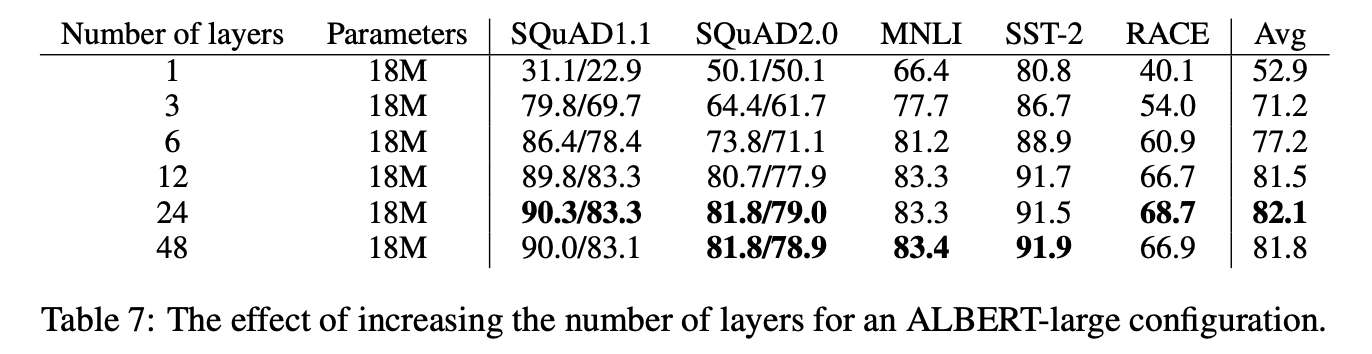 Number of layers Parameters SQuAD1.1 SQuAD2.0 MNLI SST-2 RACE Avg
1 18M 31.1/22.9 50.1/50.1 66.4 80.8 40.1 52.9
3 18M 79.8/69.7 64.4/61.7 77.7 86.7 54.0 71.2
6 18M 86.4/78.4 73.8/71.1 81.2 88.9 60.9 77.2
12 18M 89.8/83.3 80.7/77.9 83.3 91.7 66.7 81.5
24 18M 90.3/83.3 81.8/79.0 83.3 91.5 68.7 82.1
48 18M 90.0/83.1 81.8/78.9 83.4 91.9 66.9 81.8
Table 7: The effect of increasing the number of layers for an ALBERT-large configuration.